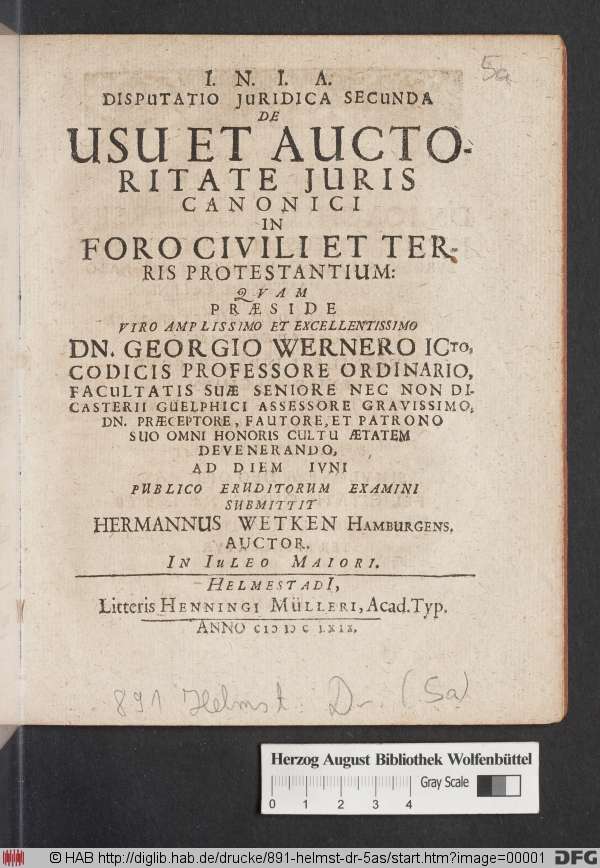 5a
I. N. I. A.
DISPUTATIO JURIDICA SECUNDA
DE
USU ET AUCTO-
RITATE JURIS
CANONICI
IN
FORO CIVILI ET TER-
RIS PROTESTANTIUM:
QVAM
PRÆSIDE
VIRO AMPLISSIMO ET EXCELLENTISSIMO
DN. GEORGIO WERNERO ICTO,
CODICIS PROFESSORE ORDINARIO,
FACULTATIS SUÆ SENIORE NEC NON DI-
CASTERII GUELPHICI ASSESSORE GRAVISSIMO,
DN. PRÆCEPTORE, FAUTORE, ET PATRONO
SUO OMNI HONORIS CULTU ÆTATEM
DEVENERANDO,
AD DIEM IVNI
PUBLICO ERUDITORUM EXAMINI
SUBMITTIT
HERMANNUS WETKEN HAMBURGENS.
AUCTOR.
IN IULEO MAIORI.
HELMESTADI,
Litteris HENNINGI MÜLLERI, Acad. Typ.
ANNO CIↃ IↃ C LXIX.
891 Helmst. Dr. (5a)
Herzog August Bibliothek Wolfenbüttel
Gray Scale
0 1 2 3 4
© HAB http://diglib.hab.de/drucke/891-helmst-dr-5as/start.htm?image=00001
DFG